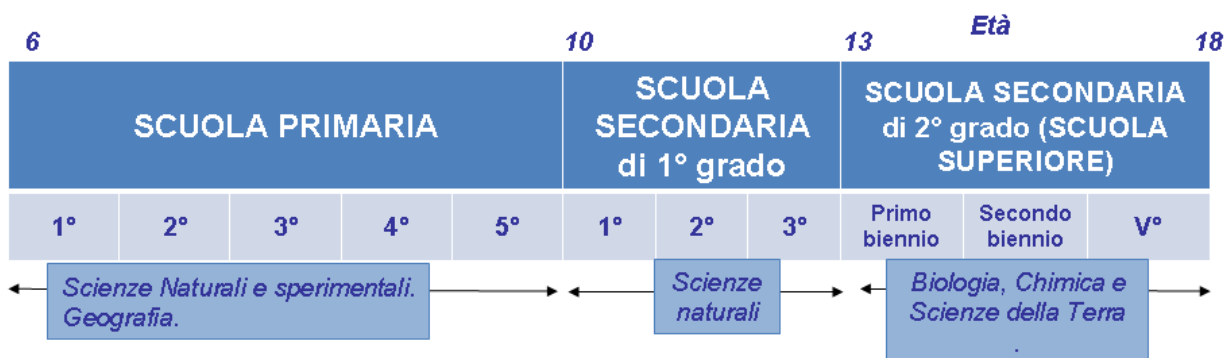 Età
6
10
13
18
SCUOLA PRIMARIA
SCUOLA
SECONDARIA
di 1° grado
SCUOLA SECONDARIA
di 2° grado (SCUOLA
SUPERIORE)
1°
2°
3°
4°
5°
1°
2°
3°
Primo
biennio
Secondo
biennio
V°
Scienze Naturali e sperimentali.
Geografia.
Scienze
naturali
Biologia, Chimica e
Scienze della Terra
.